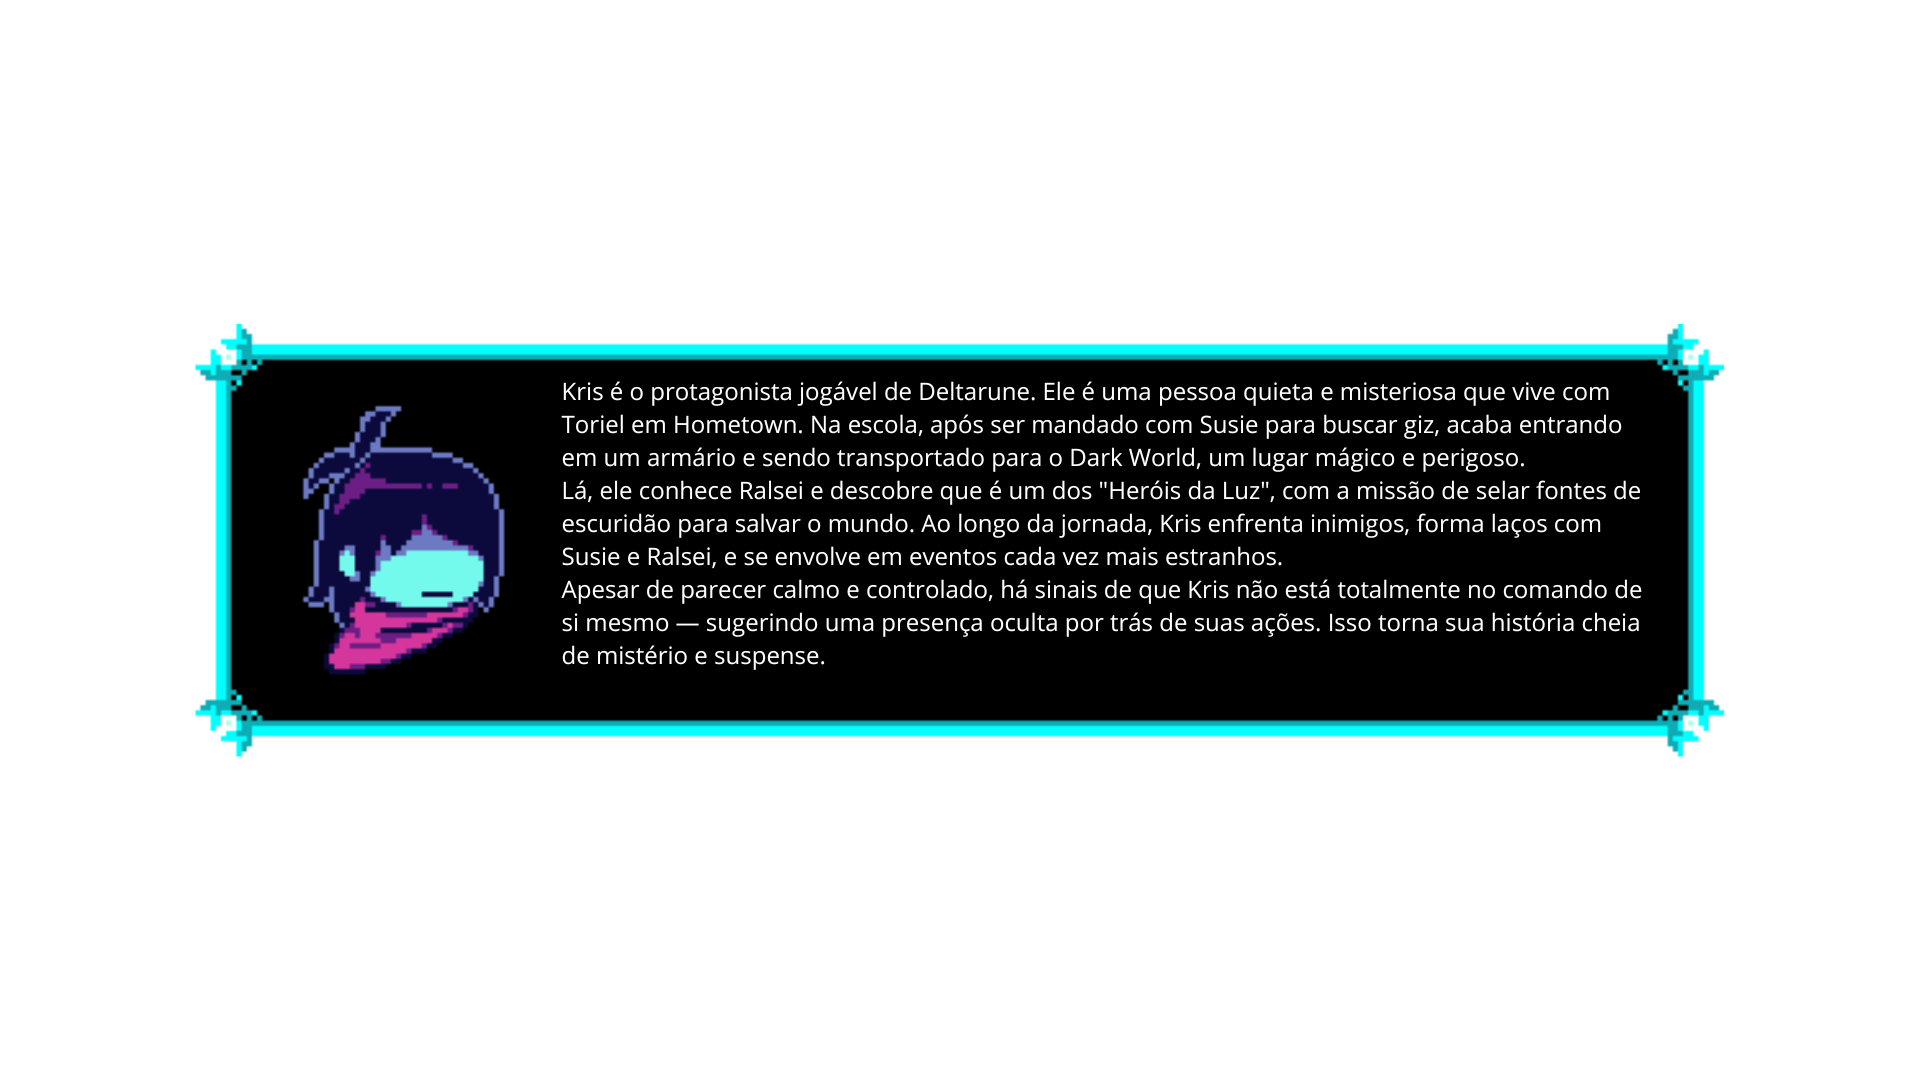 Kris é o protagonista jogável de Deltarune. Ele é uma pessoa quieta e misteriosa que vive com
Toriel em Hometown. Na escola, após ser mandado com Susie para buscar giz, acaba entrando
em um armário e sendo transportado para o Dark World, um lugar mágico e perigoso.
Lá, ele conhece Ralsei e descobre que é um dos "Heróis da Luz", com a missão de selar fontes de
escuridão para salvar o mundo. Ao longo da jornada, Kris enfrenta inimigos, forma laços com
Susie e Ralsei, e se envolve em eventos cada vez mais estranhos.
Apesar de parecer calmo e controlado, há sinais de que Kris não está totalmente no comando de
si mesmo — sugerindo uma presença oculta por trás de suas ações. Isso torna sua história cheia
de mistério e suspense.